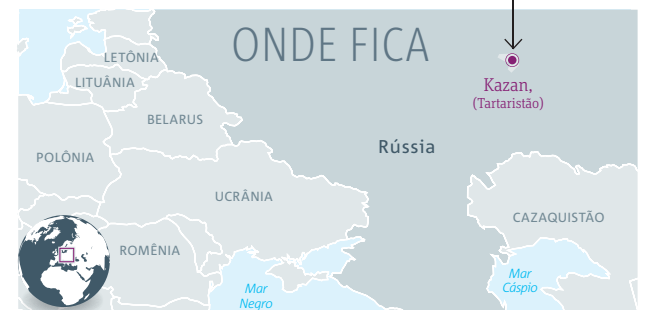 ONDE FICA
LETÔNIA
LITUÂNIA
Kazan,
(Tartaristão)
BELARUS
Rússia
POLÔNIA
UCRÂNIA
CAZAQUISTÃO
ROMÊNIA
Mar
Cáspio
Mar
Negro